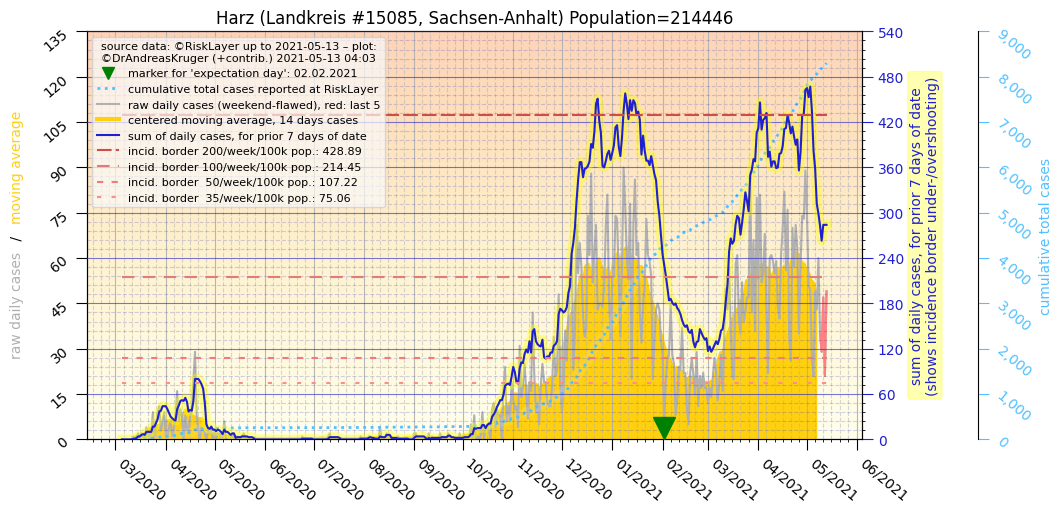 Harz (Landkreis #15085, Sachsen-Anhalt) Population=214446
source data: ©RiskLayer up to 2021-05-13 – plot:
©DrAndreasKruger (+contrib.) 2021-05-13 04:03
marker for 'expectation day': 02.02.2021
cumulative total cases reported at RiskLayer
raw daily cases (weekend-flawed), red: last 5
centered moving average, 14 days cases
sum of daily cases, for prior 7 days of date
incid. border 200/week/100k pop.: 428.89
incid. border 100/week/100k pop.: 214.45
incid. border  50/week/100k pop.: 107.22
incid. border  35/week/100k pop.: 75.06
raw daily cases  /  moving average
135
120
105
90
75
60
45
30
15
0
03/2020
04/2020
05/2020
06/2020
07/2020
08/2020
09/2020
10/2020
11/2020
12/2020
01/2021
02/2021
03/2021
04/2021
05/2021
06/2021
540
480
420
360
300
240
180
120
60
0
sum of daily cases, for prior 7 days of date
(shows incidence border under-/overshooting)
9,000
8,000
7,000
6,000
5,000
4,000
3,000
2,000
1,000
0
cumulative total cases